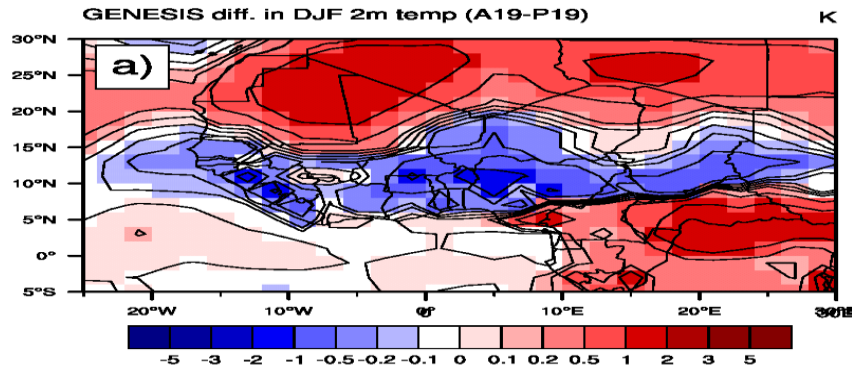 GENESIS diff. in DJF 2m temp (A19-P19) K
a)
30°N
25°N
20°N
15°N
10°N
5°N
0°
5°S
20°W 10°W 0° 10°E 20°E
-5 -3 -2 -1 -0.5 -0.2 -0.1 0 0.1 0.2 0.5 1 2 3 5